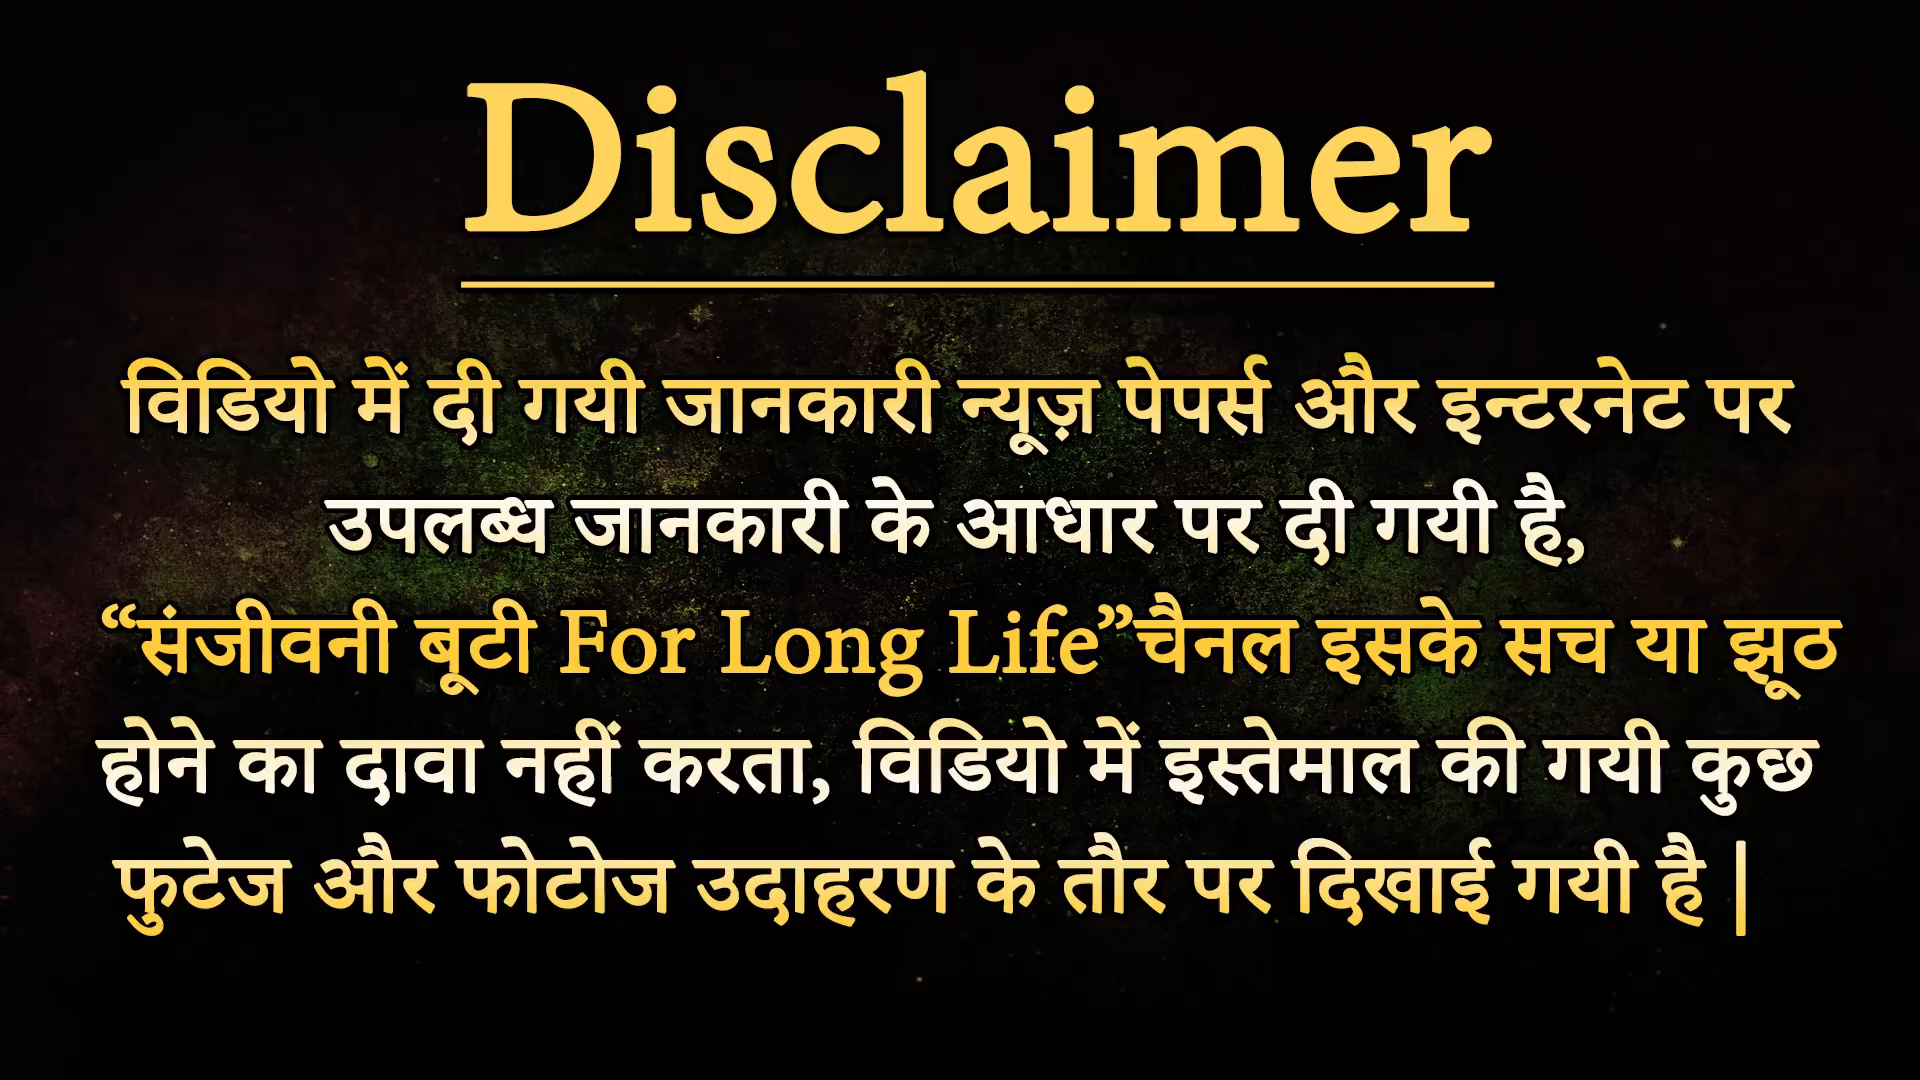 Disclaimer
विडियो में दी गयी जानकारी न्यूज़ पेपर्स और इन्टरनेट पर
उपलब्ध जानकारी के आधार पर दी गयी है,
“संजीवनी बूटी For Long Life”चैनल इसके सच या झूठ
होने का दावा नहीं करता, विडियो में इस्तेमाल की गयी कुछ
फुटेज और फोटोज उदाहरण के तौर पर दिखाई गयी है |